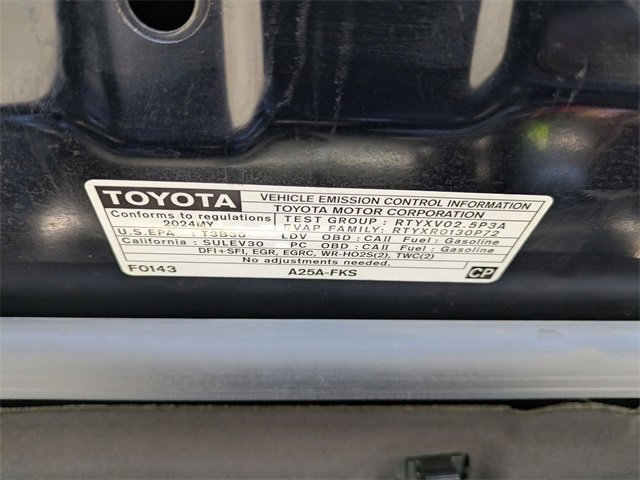 TOYOTA VEHICLE EMISSION CONTROL INFORMATION
Conforms to regulations TOYOTA MOTOR CORPORATION
2024MY TEST GROUP : RTYXV02.5P3A
EVAP FAMILY: RTYXR0130P72
U.S.EPA : T3B30 LDV OBD : CAII Fuel : Gasoline
California : SULEV30 PC OBD : CAII Fuel : Gasoline
DFI+SFI, EGR, EGRC, WR-HO2S(2), TWC(2)
No adjustments needed.
F0143 A25A-FKS CP